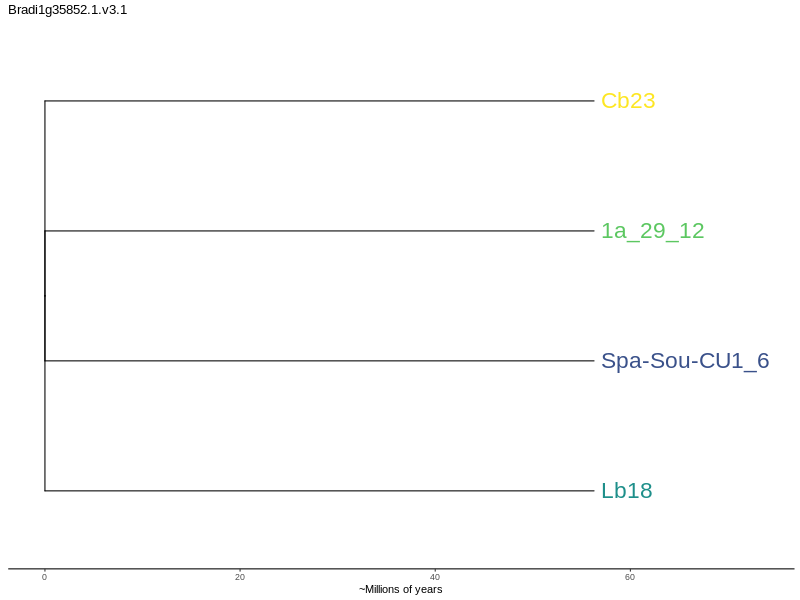 Bradi1g35852.1.v3.1
Cb23
1a_29_12
Spa-Sou-CU1_6
Lb18
0 20 40 60
~Millions of years